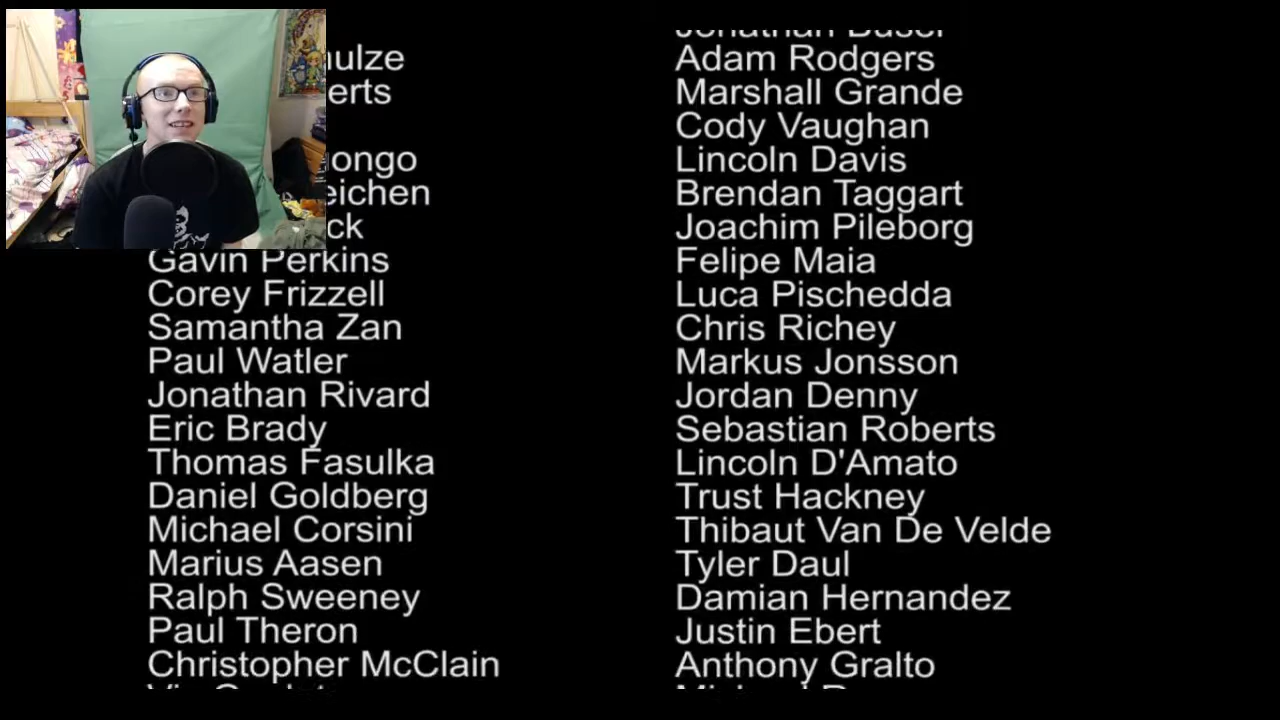 Adam Rodgers
Marshall Grande
Cody Vaughan
Lincoln Davis
Brendan Taggart
Joachim Pileborg
Gavin Perkins
Felipe Maia
Corey Frizzell
Luca Pischedda
Samantha Zan
Chris Richey
Paul Watler
Markus Jonsson
Jonathan Rivard
Jordan Denny
Eric Brady
Sebastian Roberts
Thomas Fasulka
Lincoln D'Amato
Daniel Goldberg
Trust Hackney
Michael Corsini
Thibaut Van De Velde
Marius Aasen
Tyler Daul
Ralph Sweeney
Damian Hernandez
Paul Theron
Justin Ebert
Christopher McClain
Anthony Gralto